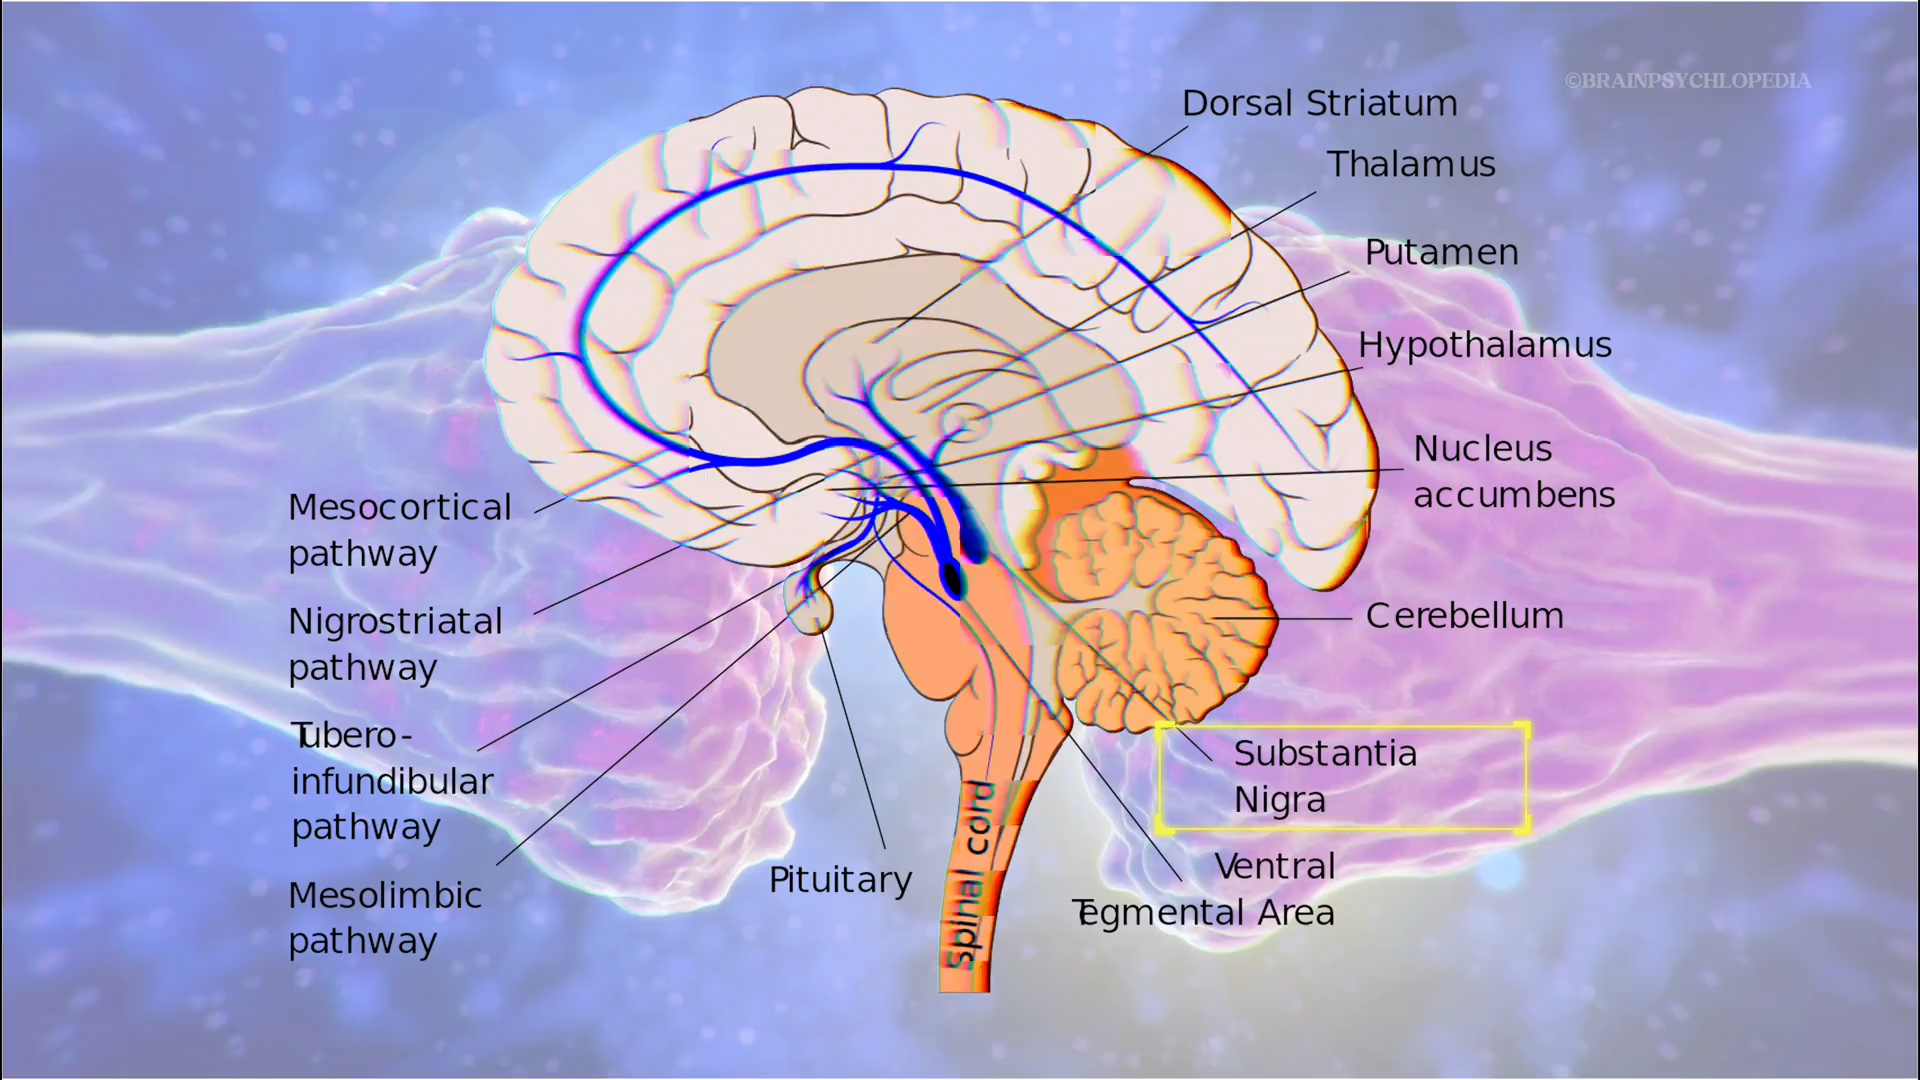 ©BRAINPSYCHLOPEDIA
Dorsal Striatum
Thalamus
Putamen
Hypothalamus
Nucleus
accumbens
Cerebellum
Substantia
Nigra
Ventral
Tegmental Area
Pituitary
Spinal cord
Mesocortical
pathway
Nigrostriatal
pathway
Tubero-
infundibular
pathway
Mesolimbic
pathway